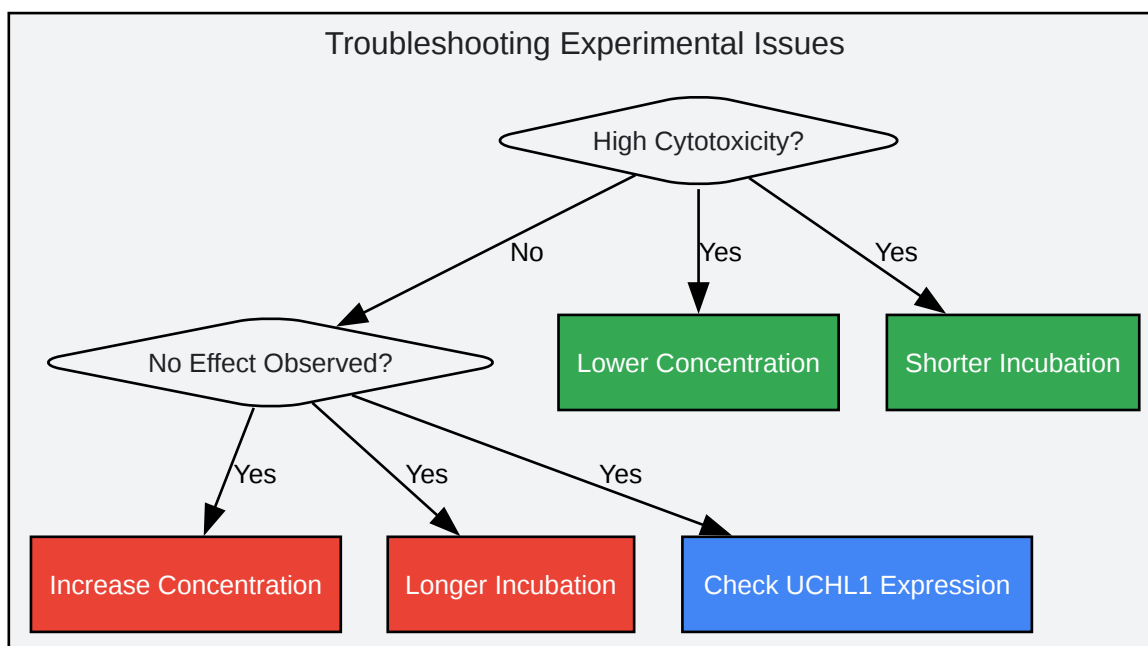 Troubleshooting Experimental Issues
High Cytotoxicity?
No
Yes
Yes
No Effect Observed?
Lower Concentration
Shorter Incubation
Yes
Yes
Yes
Increase Concentration
Longer Incubation
Check UCHL1 Expression